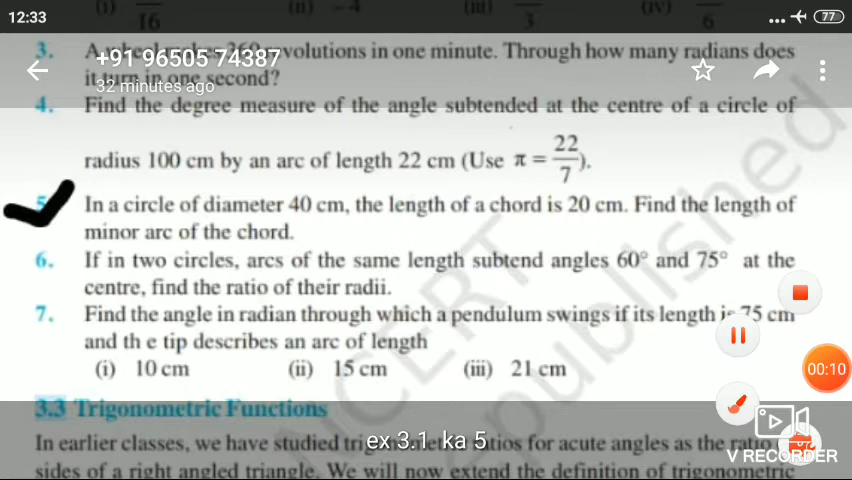 12:33
... 77
(i) 16 (ii) -4 (iii) 3 (iv) 6
+91 96505 74387
32 minutes ago
3. A wheel makes 360 revolutions in one minute. Through how many radians does
it turn in one second?
4. Find the degree measure of the angle subtended at the centre of a circle of
radius 100 cm by an arc of length 22 cm (Use π = 22/7).
5. In a circle of diameter 40 cm, the length of a chord is 20 cm. Find the length of
minor arc of the chord.
6. If in two circles, arcs of the same length subtend angles 60° and 75° at the
centre, find the ratio of their radii.
7. Find the angle in radian through which a pendulum swings if its length is 75 cm
and th e tip describes an arc of length
(i) 10 cm (ii) 15 cm (iii) 21 cm
00:10
3.3 Trigonometric Functions
ex 3.1 ka 5
In earlier classes, we have studied trigonometric ratios for acute angles as the ratio of
sides of a right angled triangle. We will now extend the definition of trigonometric
V RECORDER
NCERT
republished